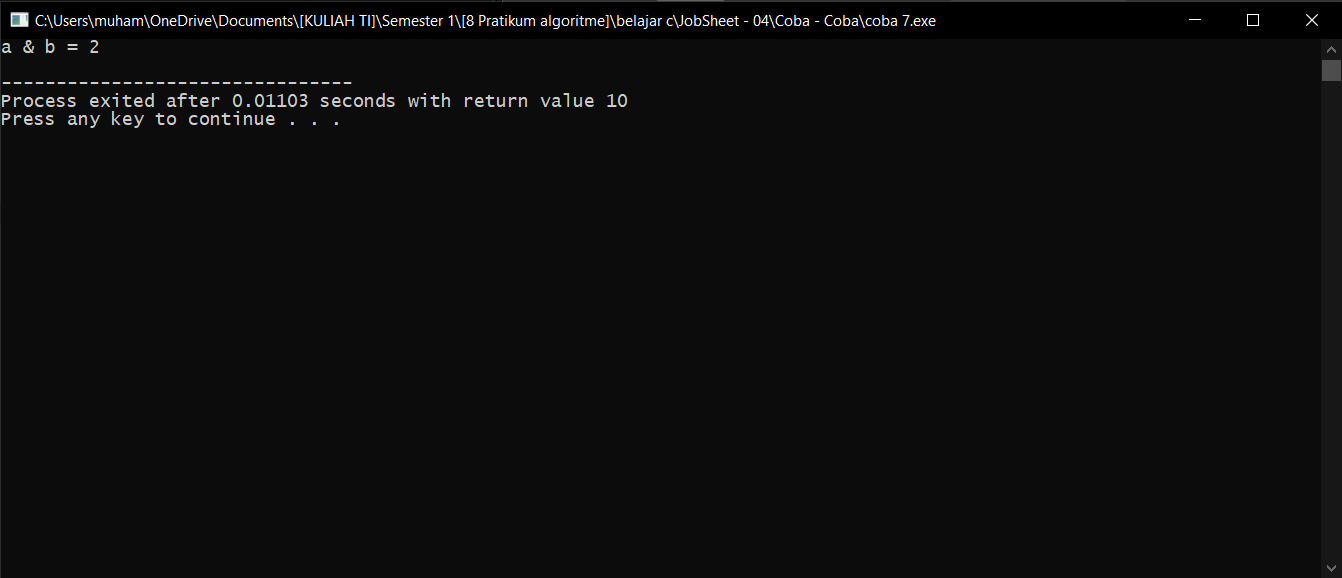 C:\Users\muham\OneDrive\Documents\[KULIAH TI]\Semester 1\[8 Pratikum algoritme]\belajar c\JobSheet - 04\Coba - Coba\coba 7.exe
a & b = 2
--------------------------------
Process exited after 0.01103 seconds with return value 10
Press any key to continue . . .